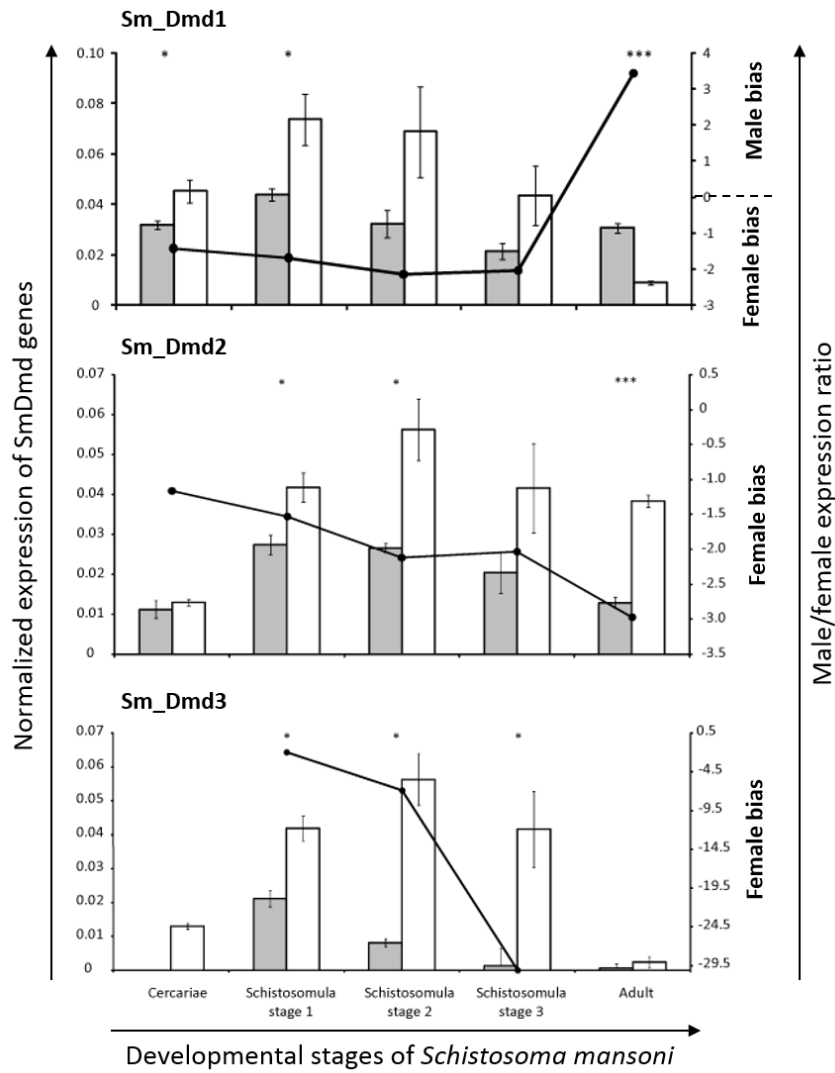 Sm_Dmd1
* * ***
0.10
0.08
0.06
0.04
0.02
0
4
3
2
1
0
-1
-2
-3
Male bias
Female bias
Sm_Dmd2
* * ***
0.07
0.06
0.05
0.04
0.03
0.02
0.01
0
0.5
0
-0.5
-1.0
-1.5
-2.0
-2.5
-3.0
-3.5
Female bias
Sm_Dmd3
* * *
0.07
0.06
0.05
0.04
0.03
0.02
0.01
0
0.5
-4.5
-9.5
-14.5
-19.5
-24.5
-29.5
Female bias
Normalized expression of SmDmd genes
Male/female expression ratio
Cercariae
Schistosomula
stage 1
Schistosomula
stage 2
Schistosomula
stage 3
Adult
Developmental stages of Schistosoma mansoni